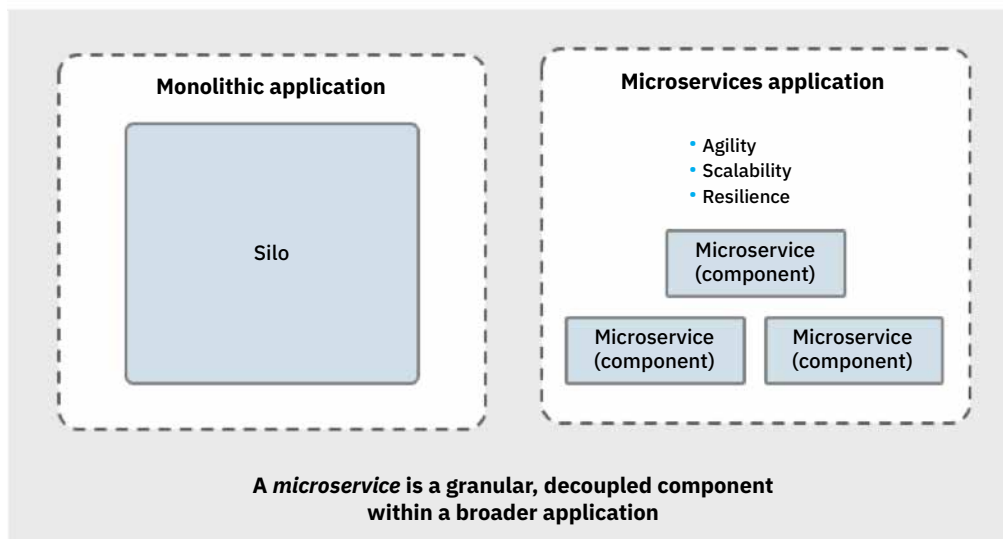 Monolithic application
Silo
Microservices application
• Agility
• Scalability
• Resilience
Microservice
(component)
Microservice
(component)
Microservice
(component)
A microservice is a granular, decoupled component
within a broader application